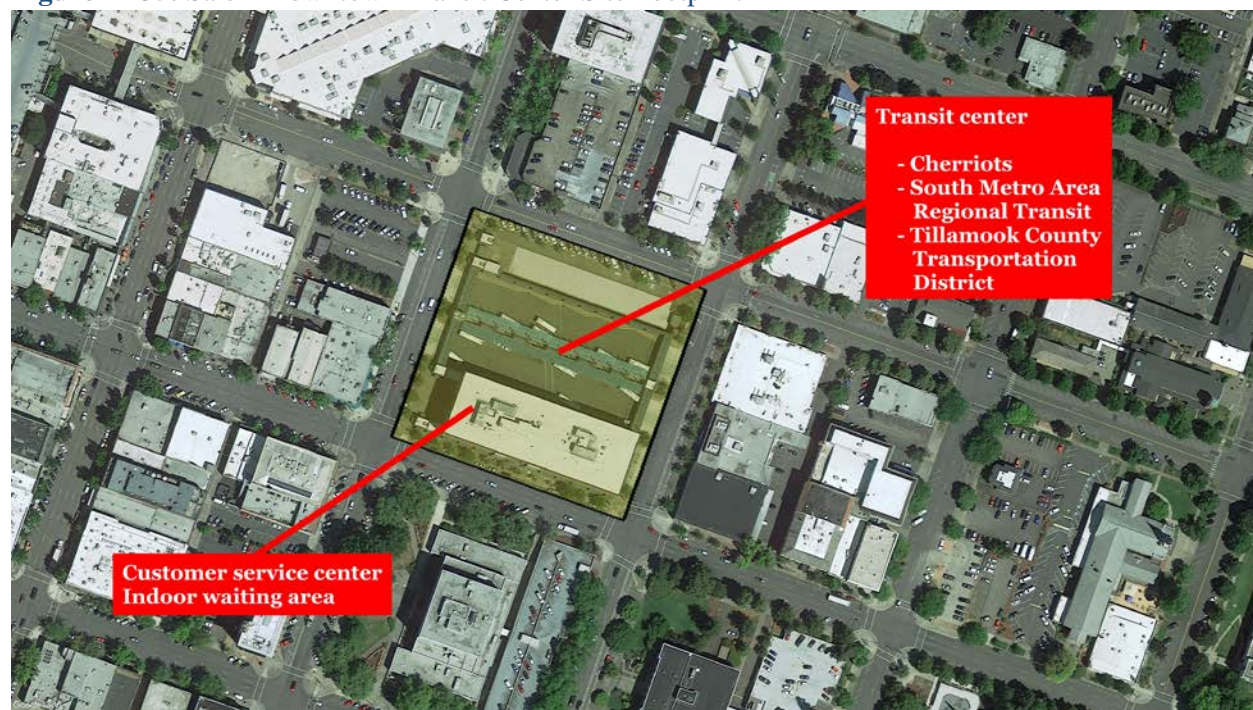 Transit center
- Cherriots
- South Metro Area
Regional Transit
- Tillamook County
Transportation
District
Customer service center
Indoor waiting area